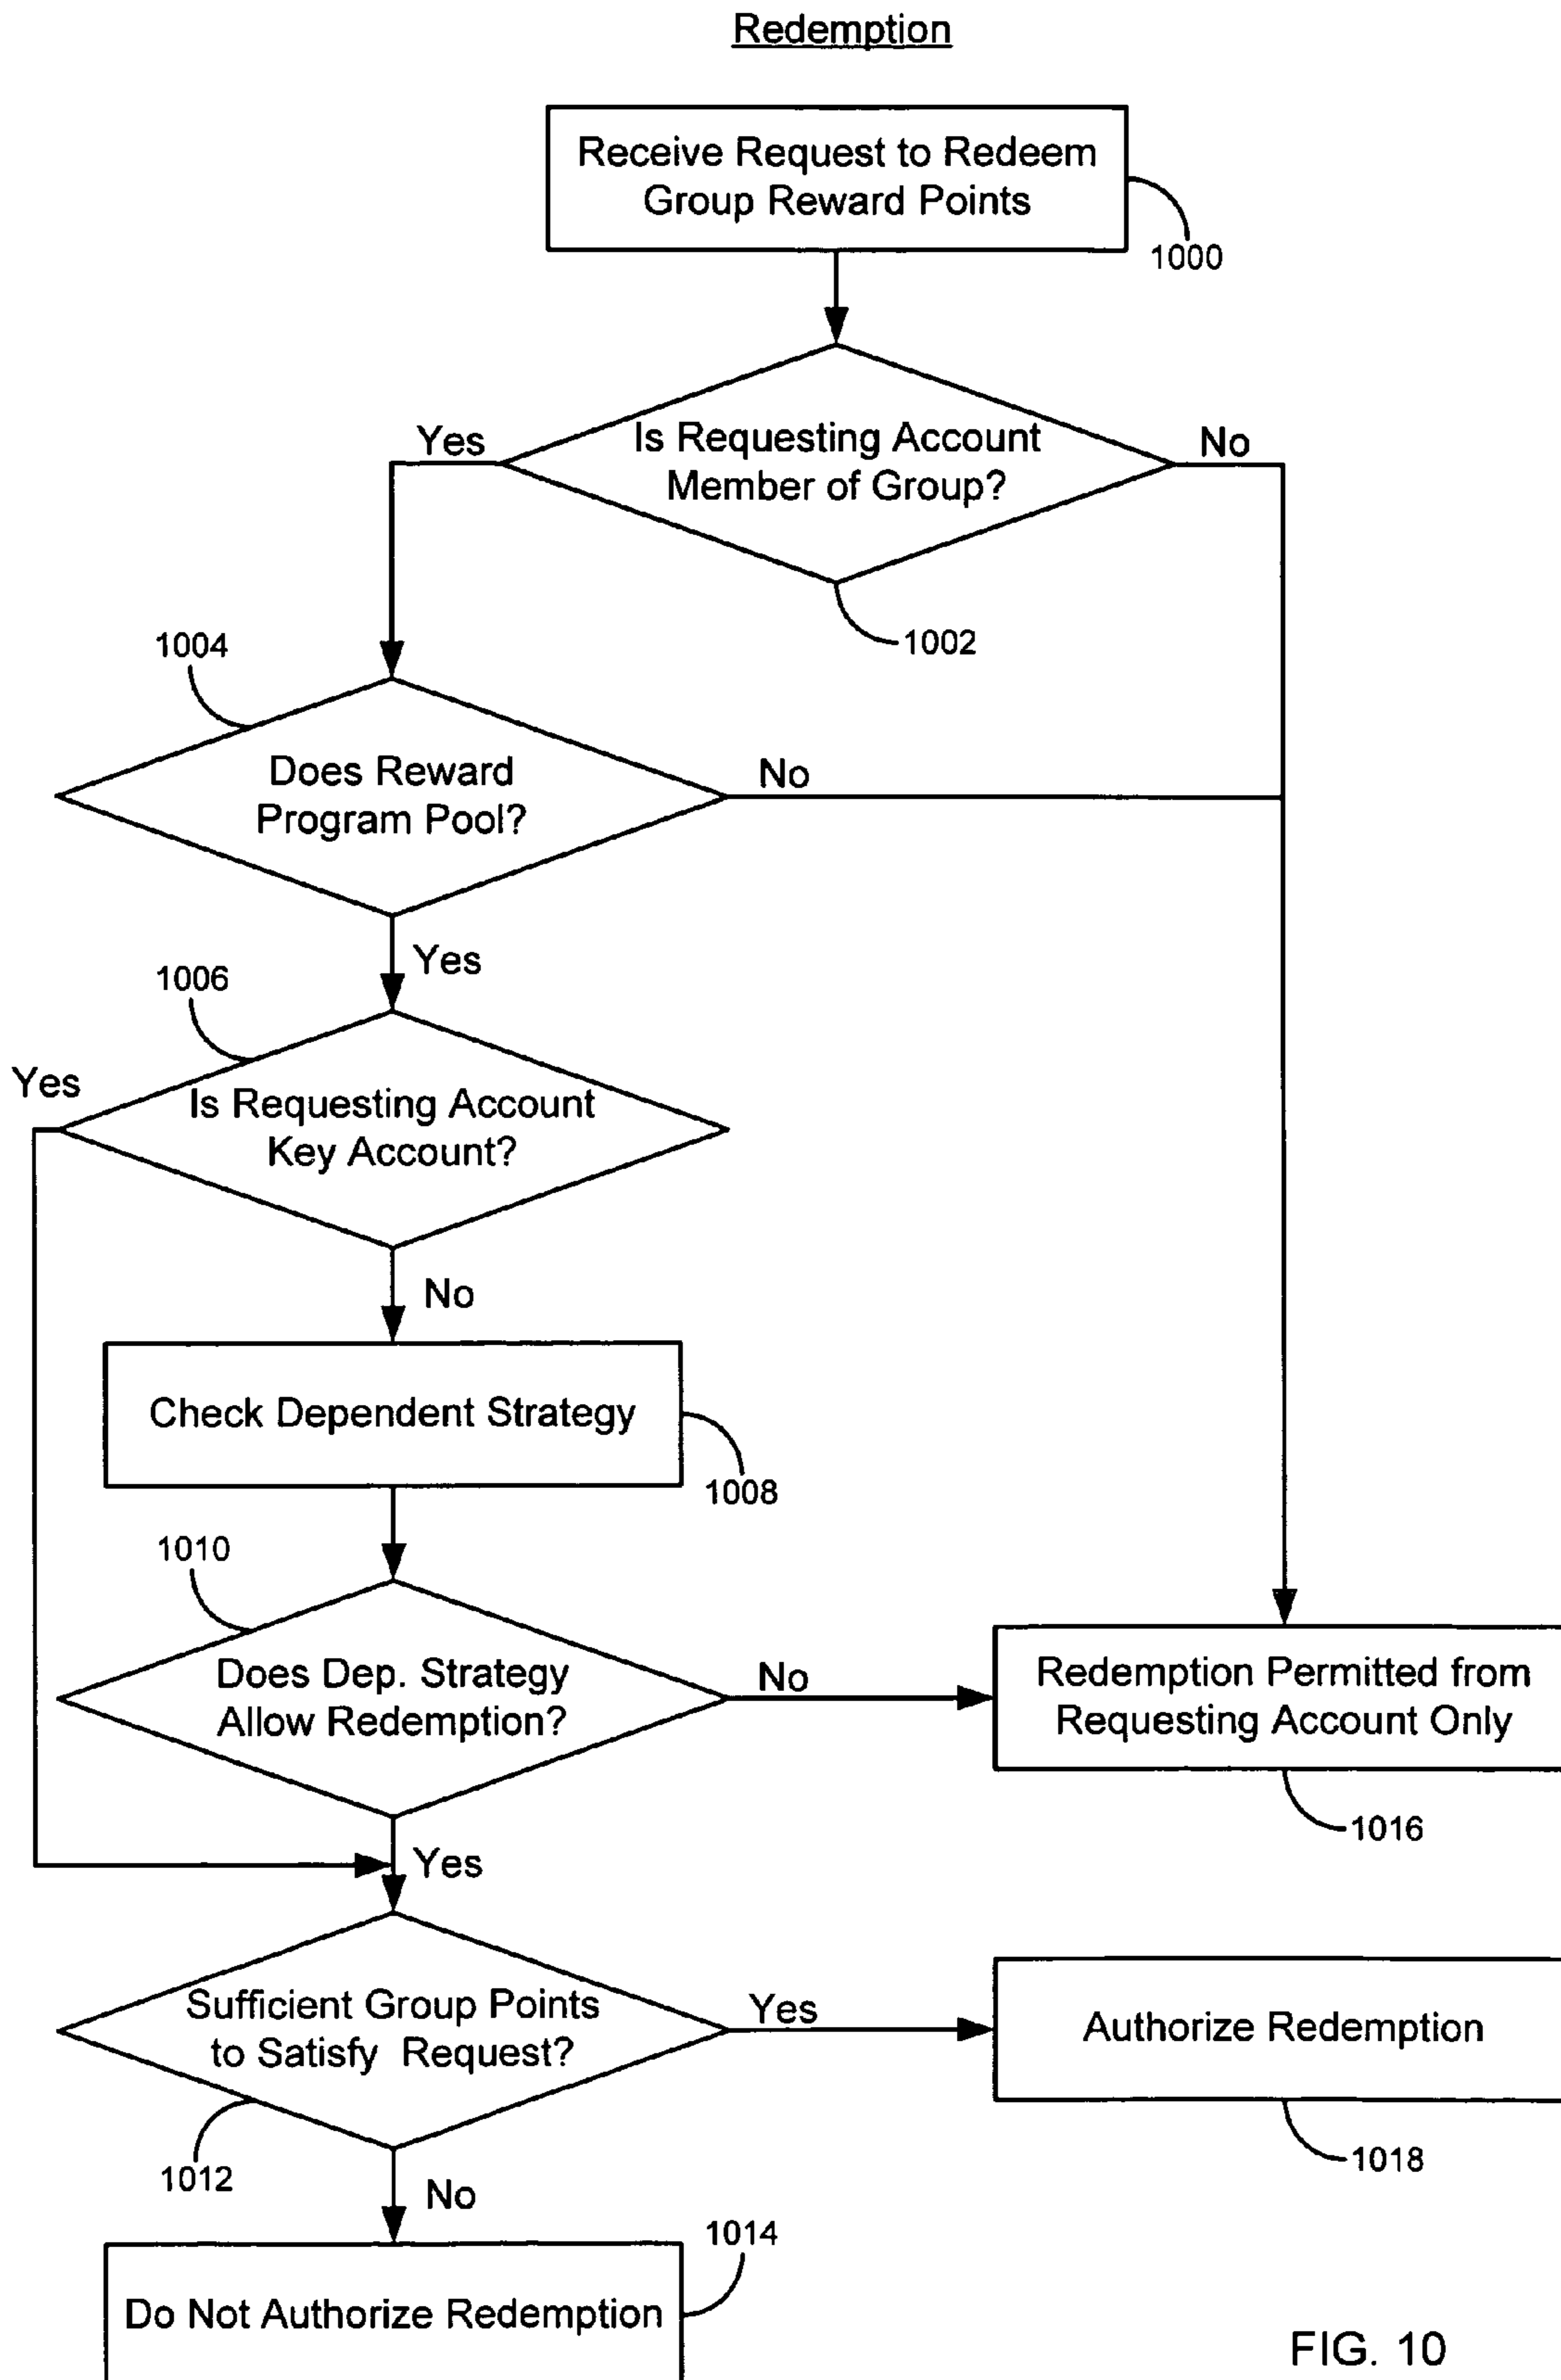 Redemption
Receive Request to Redeem
Group Reward Points
1000
Yes
Is Requesting Account
Member of Group?
No
1002
1004
Does Reward
Program Pool?
No
Yes
1006
Yes
Is Requesting Account
Key Account?
No
Check Dependent Strategy
1008
1010
Does Dep. Strategy
Allow Redemption?
No
Redemption Permitted from
Requesting Account Only
1016
Yes
Sufficient Group Points
to Satisfy Request?
Yes
Authorize Redemption
1018
1012
No
1014
Do Not Authorize Redemption
FIG. 10